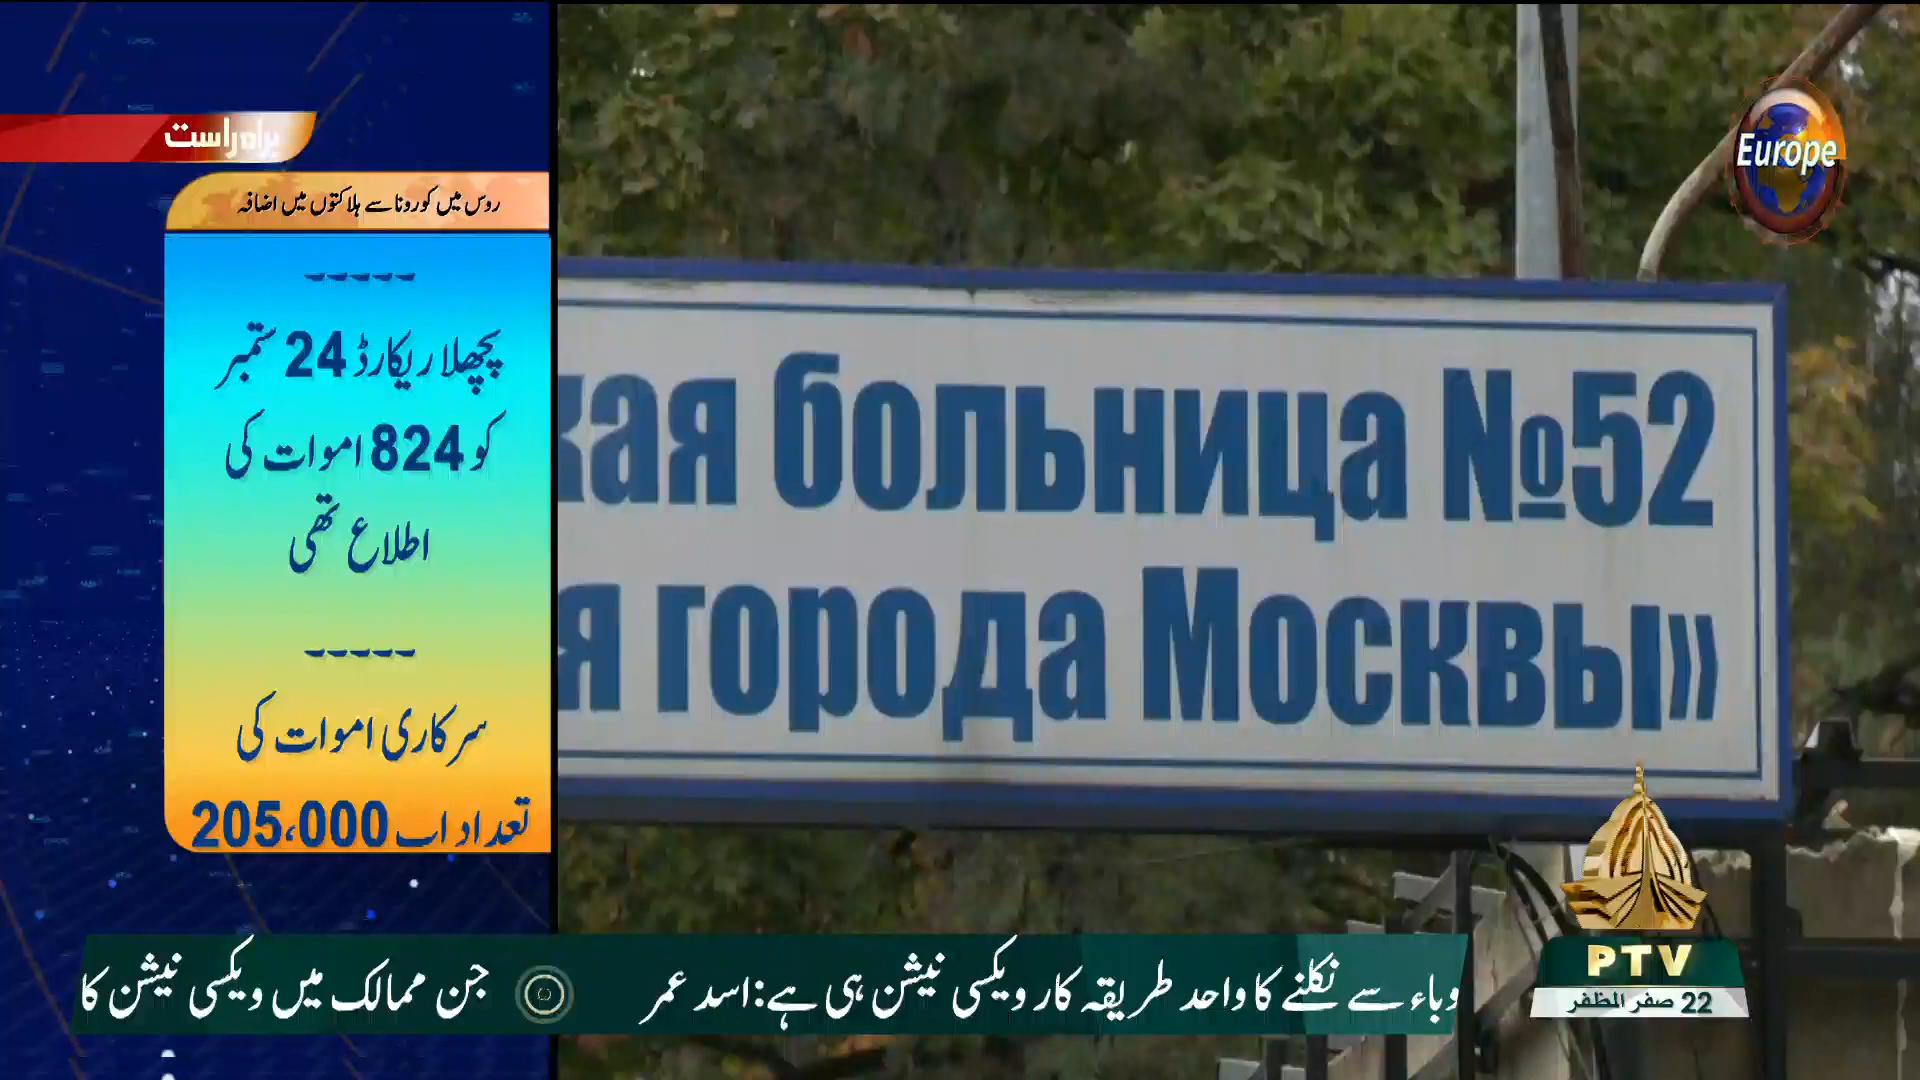 براہ راست
روس میں کورونا سے ہلاکتوں میں اضافہ
-----
پچھلا ریکارڈ 24 ستمبر
کو 824 اموات کی
اطلاع تھی
-----
سرکاری اموات کی
تعداد اب 205،000
кая больница №52
я города Москвы»
Europe
PTV
22 صفر المظفر
وباء سے نکلنے کا واحد طریقہ کار ویکسی نیشن ہی ہے: اسد عمر
جن ممالک میں ویکسی نیشن کا